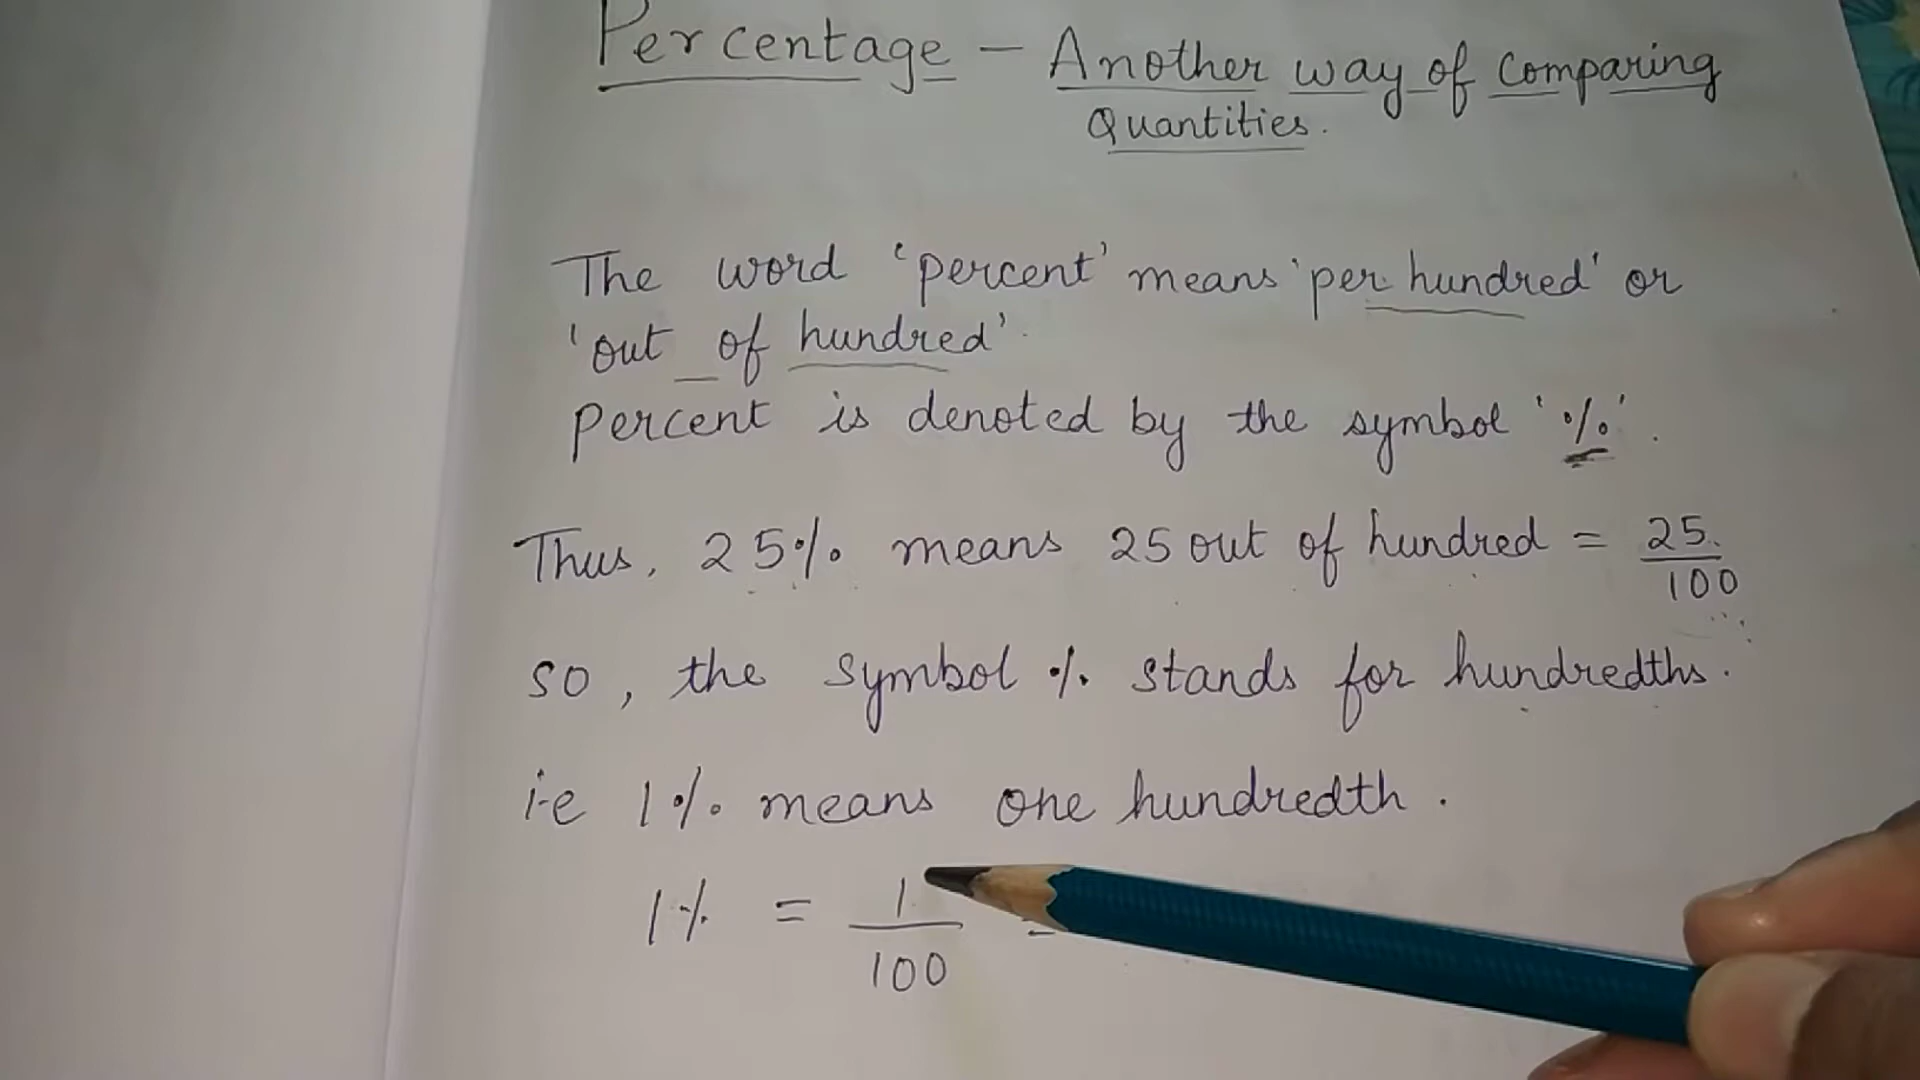 Percentage - Another way of comparing
Quantities.
The word 'percent' means 'per hundred' or
'out of hundred'.
Percent is denoted by the symbol '%'.
Thus, 25% means 25 out of hundred = 25/100
so, the symbol % stands for hundredths.
i.e 1% means one hundredth.
1% = 1/100 =